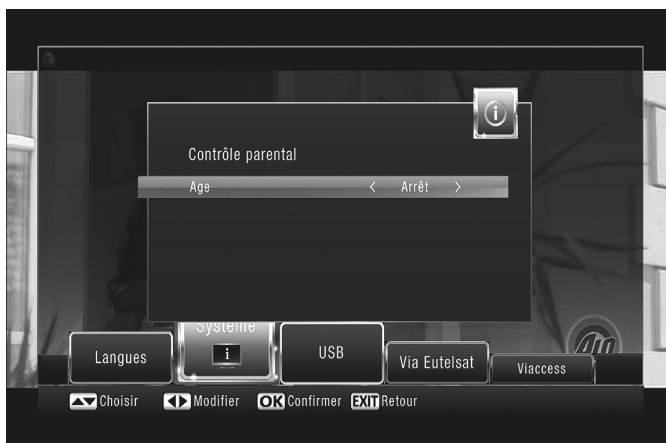 Contrôle parental
Age < Arrêt >
Système
Langues
USB
Via Eutelsat
Viaccess
Choisir Modifier OK Confirmer EXIT Retour